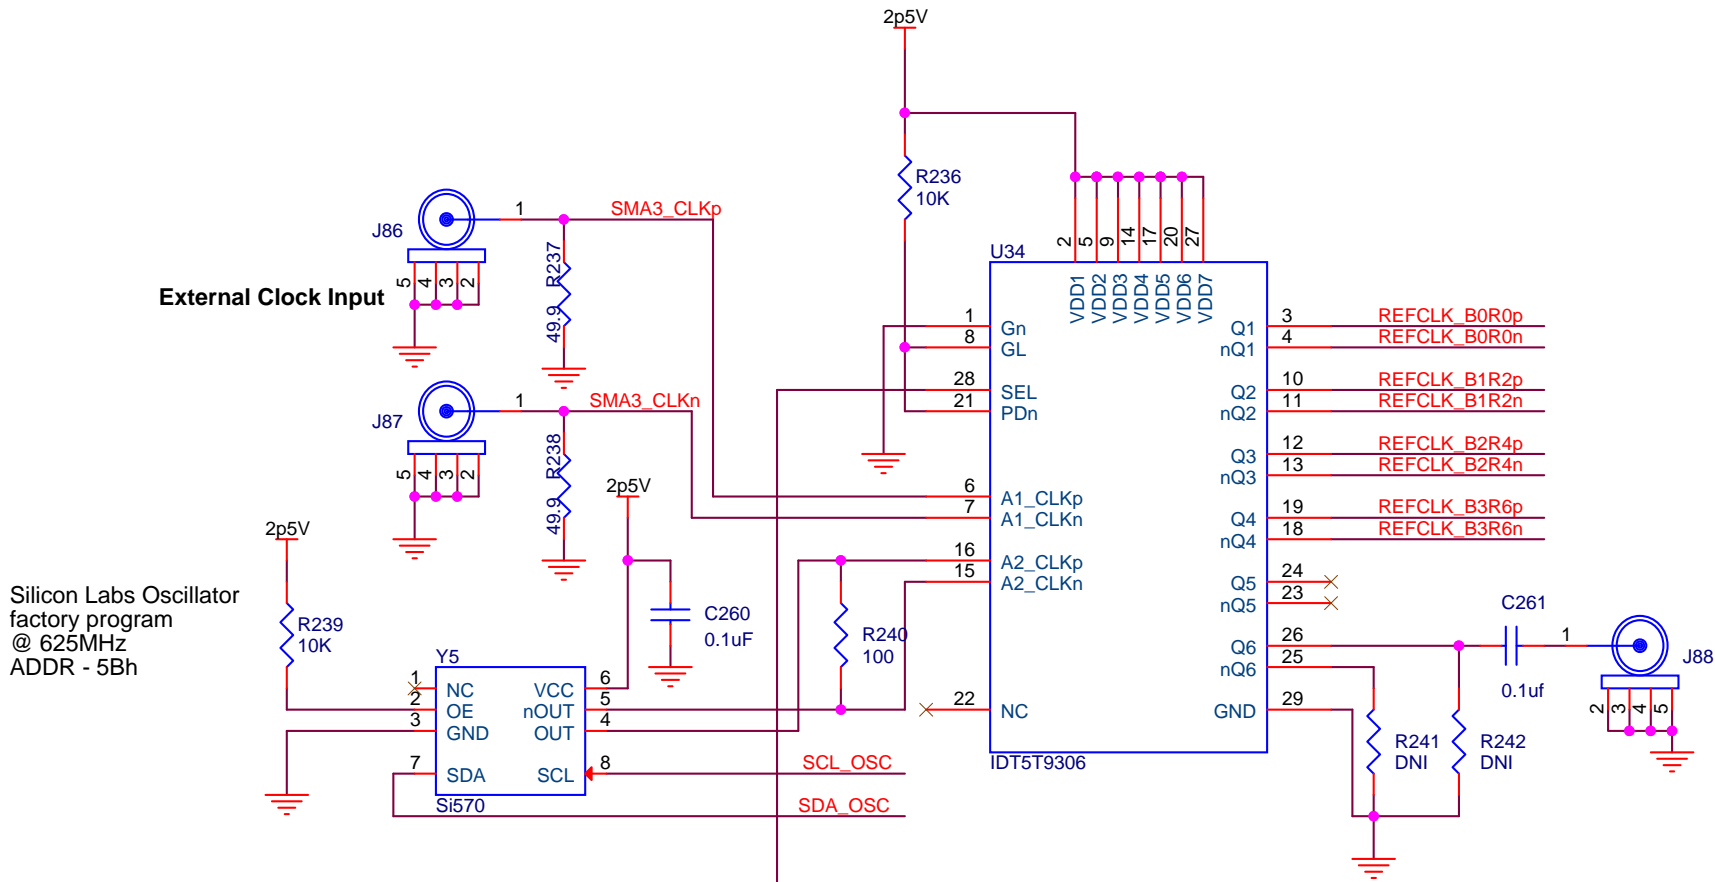 2p5V
R236
10K
J86
1
SMA3_CLKp
5
4
3
2
R237
49.9
External Clock Input
J87
1
SMA3_CLKn
5
4
3
2
R238
49.9
2p5V
2p5V
Silicon Labs Oscillator
factory program
@ 625MHz
ADDR - 5Bh
R239
10K
C260
0.1uF
R240
100
Y5
1
NC
2
OE
3
GND
7
SDA
6
VCC
5
nOUT
4
OUT
8
SCL
Si570
SCL_OSC
SDA_OSC
U34
2
5
9
14
17
20
27
VDD1
VDD2
VDD3
VDD4
VDD5
VDD6
VDD7
1
Gn
8
GL
28
SEL
21
PDn
6
A1_CLKp
7
A1_CLKn
16
A2_CLKp
15
A2_CLKn
22
NC
Q1
3
REFCLK_B0R0p
nQ1
4
REFCLK_B0R0n
Q2
10
REFCLK_B1R2p
nQ2
11
REFCLK_B1R2n
Q3
12
REFCLK_B2R4p
nQ3
13
REFCLK_B2R4n
Q4
19
REFCLK_B3R6p
nQ4
18
REFCLK_B3R6n
Q5
24
nQ5
23
Q6
26
nQ6
25
GND
29
IDT5T9306
C261
0.1uf
1
J88
2
3
4
5
R241
DNI
R242
DNI